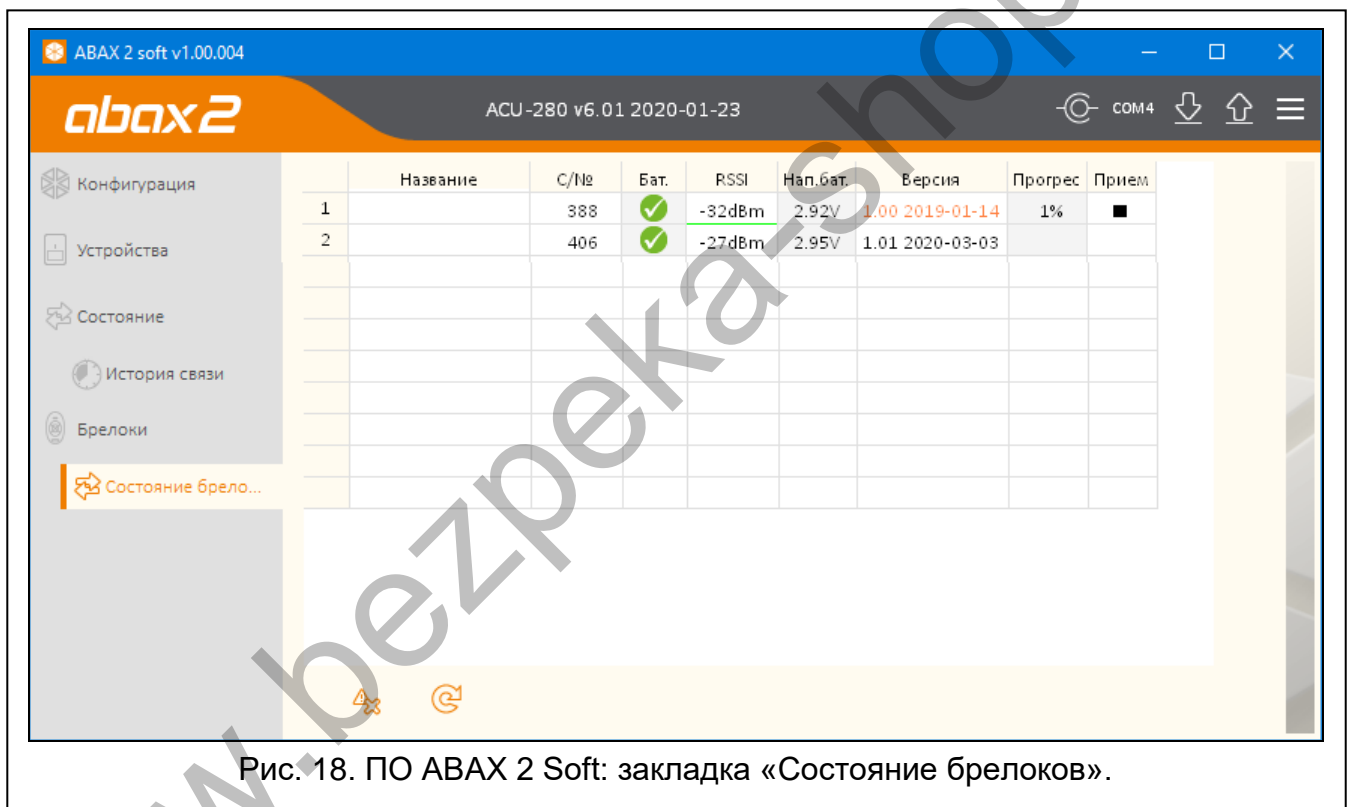 ABAX 2 soft v1.00.004
abax2
ACU-280 v6.01 2020-01-23
COM4
Конфигурация
Устройства
Состояние
История связи
Брелоки
Состояние брело...
Название С/№ Бат. RSSI Нап.бат. Версия Прогрес Прием
1 388 -32dBm 2.92V 1.00 2019-01-14 1%
2 406 -27dBm 2.95V 1.01 2020-03-03
Рис. 18. ПО ABAX 2 Soft: закладка «Состояние брелоков».
w.bezpeka-shop